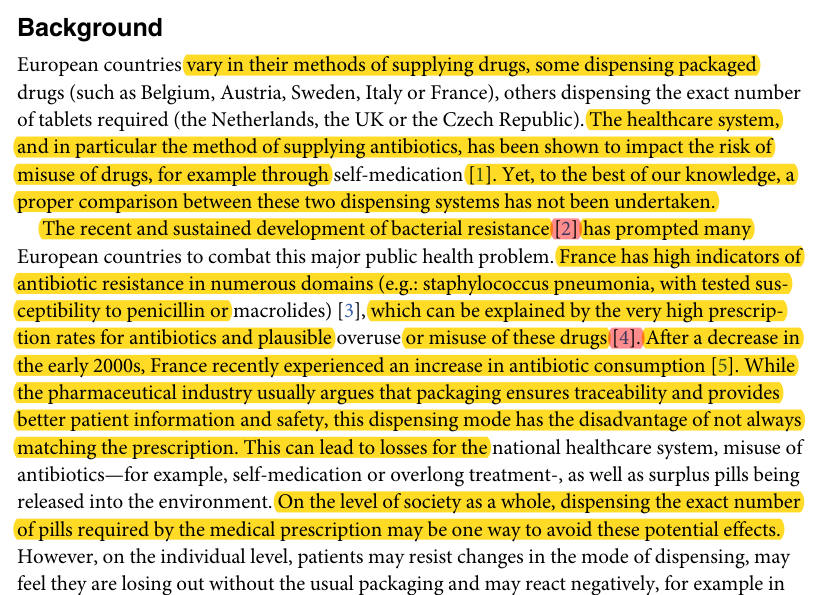 Background
European countries vary in their methods of supplying drugs, some dispensing packaged
drugs (such as Belgium, Austria, Sweden, Italy or France), others dispensing the exact number
of tablets required (the Netherlands, the UK or the Czech Republic). The healthcare system,
and in particular the method of supplying antibiotics, has been shown to impact the risk of
misuse of drugs, for example through self-medication [1]. Yet, to the best of our knowledge, a
proper comparison between these two dispensing systems has not been undertaken.
The recent and sustained development of bacterial resistance [2] has prompted many
European countries to combat this major public health problem. France has high indicators of
antibiotic resistance in numerous domains (e.g.: staphylococcus pneumonia, with tested sus-
ceptibility to penicillin or macrolides) [3], which can be explained by the very high prescrip-
tion rates for antibiotics and plausible overuse or misuse of these drugs [4]. After a decrease in
the early 2000s, France recently experienced an increase in antibiotic consumption [5]. While
the pharmaceutical industry usually argues that packaging ensures traceability and provides
better patient information and safety, this dispensing mode has the disadvantage of not always
matching the prescription. This can lead to losses for the national healthcare system, misuse of
antibiotics—for example, self-medication or overlong treatment-, as well as surplus pills being
released into the environment. On the level of society as a whole, dispensing the exact number
of pills required by the medical prescription may be one way to avoid these potential effects.
However, on the individual level, patients may resist changes in the mode of dispensing, may
feel they are losing out without the usual packaging and may react negatively, for example in